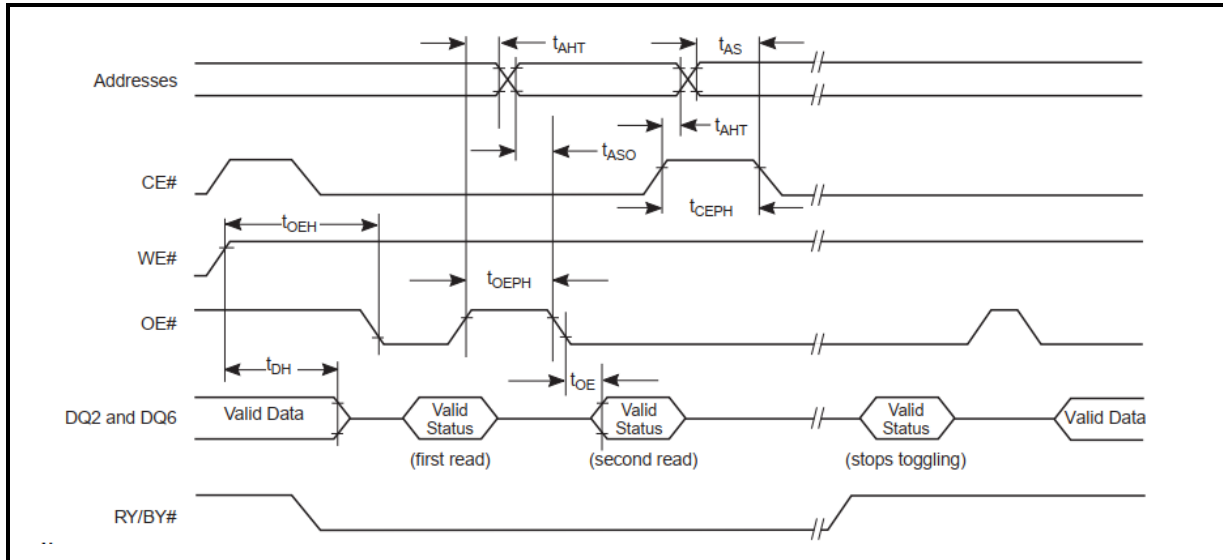 tAHT tAS
Addresses
tAHT
tASO
CE#
tCEPH
tOEH
WE#
tOEPH
OE#
tDH
tOE
DQ2 and DQ6 Valid Data Valid Status Valid Status Valid Status Valid Data
(first read) (second read) (stops toggling)
RY/BY#